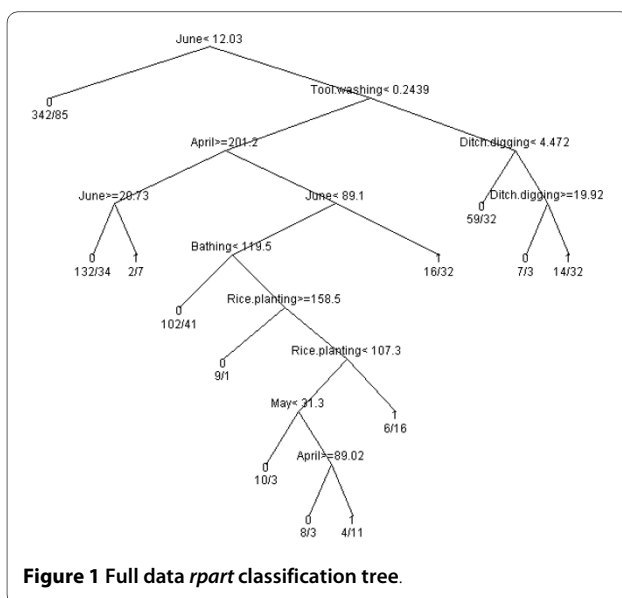 June< 12.03
0
342/85
Tool.washing< 0.2439
April>=201.2
Ditch.digging< 4.472
June>=20.73
June< 89.1
0
59/32
Ditch.digging>=19.92
0
132/34
1
2/7
Bathing< 119.5
1
16/32
0
7/3
1
14/32
0
102/41
Rice.planting>=158.5
0
9/1
Rice.planting< 107.3
May< 31.3
1
6/16
0
10/3
April>=89.02
0
8/3
1
4/11
Figure 1 Full data rpart classification tree.